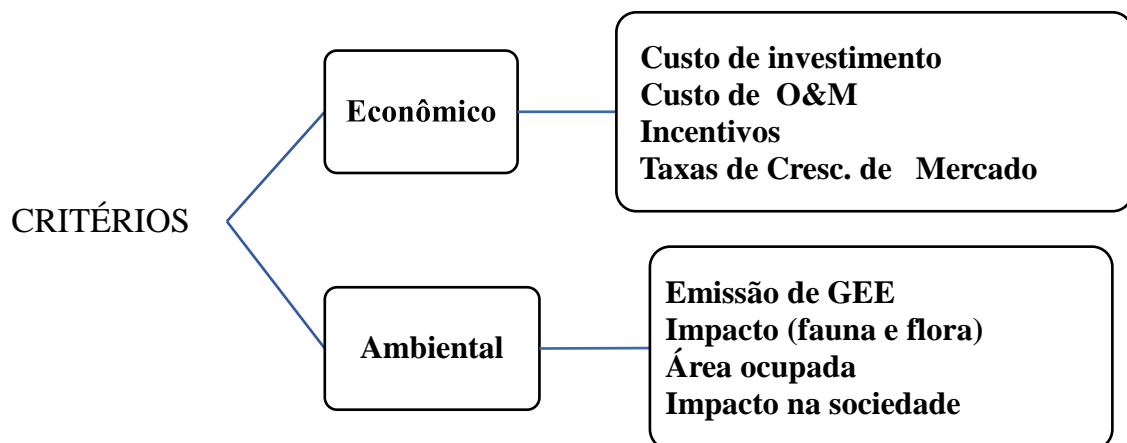 CRITÉRIOS
Econômico
Custo de investimento
Custo de O&M
Incentivos
Taxas de Cresc. de Mercado
Ambiental
Emissão de GEE
Impacto (fauna e flora)
Área ocupada
Impacto na sociedade